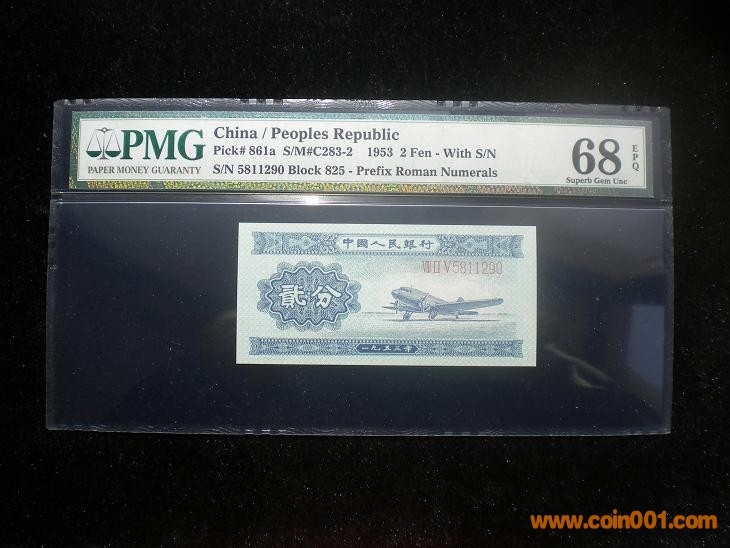 PMG
PAPER MONEY GUARANTY
China / Peoples Republic
Pick# 861a S/M#C283-2 1953 2 Fen - With S/N
S/N 5811290 Block 825 - Prefix Roman Numerals
68
EPQ
Superb Gem Unc
中國人民銀行
VIII II V 5811290
貳分
一九五三年
www.coin001.com